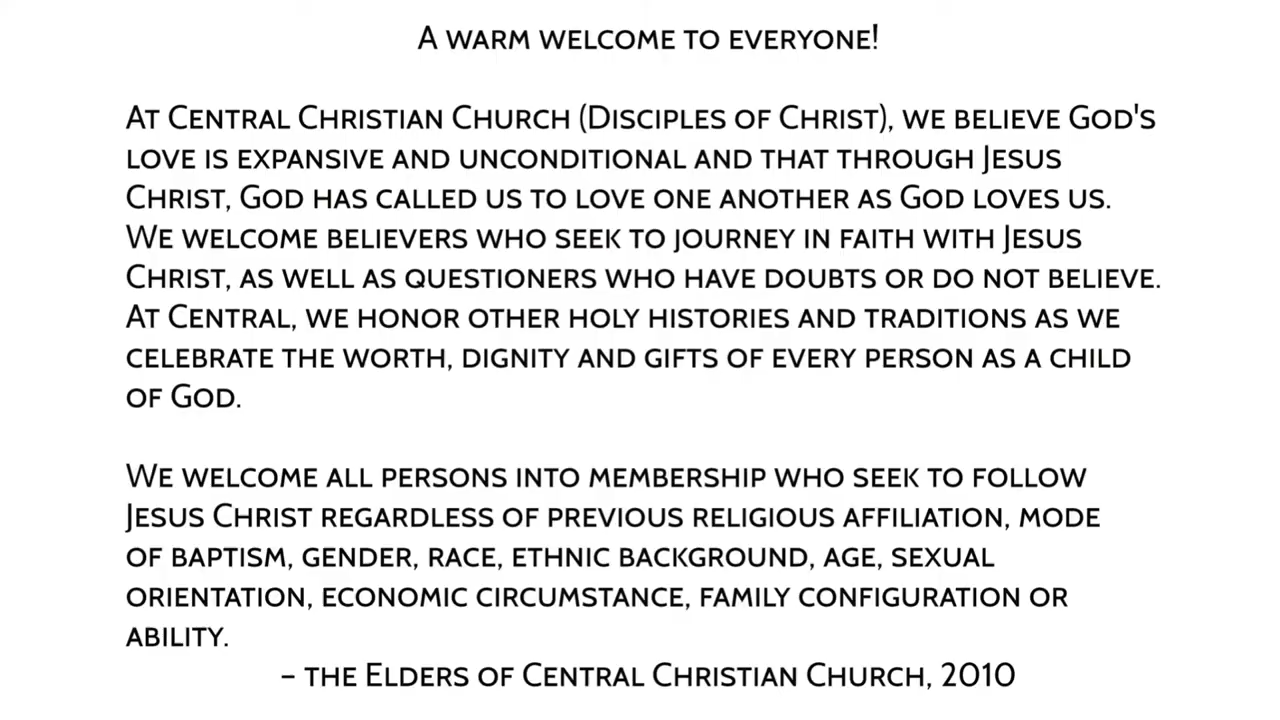 A WARM WELCOME TO EVERYONE!
AT CENTRAL CHRISTIAN CHURCH (DISCIPLES OF CHRIST), WE BELIEVE GOD'S
LOVE IS EXPANSIVE AND UNCONDITIONAL AND THAT THROUGH JESUS
CHRIST, GOD HAS CALLED US TO LOVE ONE ANOTHER AS GOD LOVES US.
WE WELCOME BELIEVERS WHO SEEK TO JOURNEY IN FAITH WITH JESUS
CHRIST, AS WELL AS QUESTIONERS WHO HAVE DOUBTS OR DO NOT BELIEVE.
AT CENTRAL, WE HONOR OTHER HOLY HISTORIES AND TRADITIONS AS WE
CELEBRATE THE WORTH, DIGNITY AND GIFTS OF EVERY PERSON AS A CHILD
OF GOD.
WE WELCOME ALL PERSONS INTO MEMBERSHIP WHO SEEK TO FOLLOW
JESUS CHRIST REGARDLESS OF PREVIOUS RELIGIOUS AFFILIATION, MODE
OF BAPTISM, GENDER, RACE, ETHNIC BACKGROUND, AGE, SEXUAL
ORIENTATION, ECONOMIC CIRCUMSTANCE, FAMILY CONFIGURATION OR
ABILITY.
– THE ELDERS OF CENTRAL CHRISTIAN CHURCH, 2010